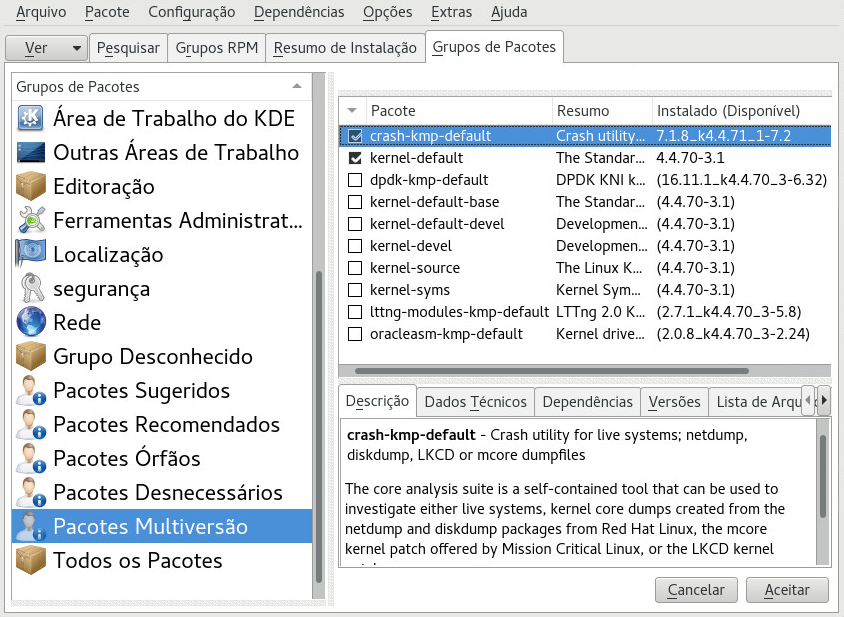 Arquivo Pacote Configuração Dependências Opções Extras Ajuda
Ver Pesquisar Grupos RPM Resumo de Instalação Grupos de Pacotes
Grupos de Pacotes
Área de Trabalho do KDE
Outras Áreas de Trabalho
Editoração
Ferramentas Administrat...
Localização
segurança
Rede
Grupo Desconhecido
Pacotes Sugeridos
Pacotes Recomendados
Pacotes Órfãos
Pacotes Desnecessários
Pacotes Multiversão
Todos os Pacotes
Pacote Resumo Instalado (Disponível)
crash-kmp-default Crash utility... 7.1.8_k4.4.71_1-7.2
kernel-default The Standar... 4.4.70-3.1
dpdk-kmp-default DPDK KNI k... (16.11.1_k4.4.70_3-6.32)
kernel-default-base The Standar... (4.4.70-3.1)
kernel-default-devel Developmen... (4.4.70-3.1)
kernel-devel Developmen... (4.4.70-3.1)
kernel-source The Linux K... (4.4.70-3.1)
kernel-syms Kernel Sym... (4.4.70-3.1)
lttng-modules-kmp-default LTTng 2.0 K... (2.7.1_k4.4.70_3-5.8)
oracleasm-kmp-default Kernel drive... (2.0.8_k4.4.70_3-2.24)
Descrição Dados Técnicos Dependências Versões Lista de Arqu
crash-kmp-default - Crash utility for live systems; netdump,
diskdump, LKCD or mcore dumpfiles
The core analysis suite is a self-contained tool that can be used to
investigate either live systems, kernel core dumps created from the
netdump and diskdump packages from Red Hat Linux, the mcore
kernel patch offered by Mission Critical Linux, or the LKCD kernel
Cancelar Aceitar